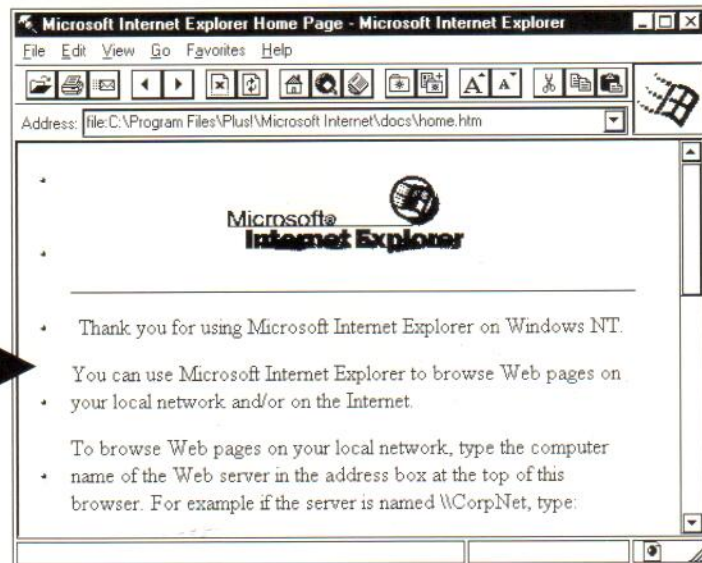 Microsoft Internet Explorer Home Page - Microsoft Internet Explorer
File Edit View Go Favorites Help
Address: file:C:\Program Files\Plus!\Microsoft Internet\docs\home.htm
Microsoft®
Internet Explorer
Thank you for using Microsoft Internet Explorer on Windows NT.
You can use Microsoft Internet Explorer to browse Web pages on
your local network and/or on the Internet.
To browse Web pages on your local network, type the computer
name of the Web server in the address box at the top of this
browser. For example if the server is named \\CorpNet, type: